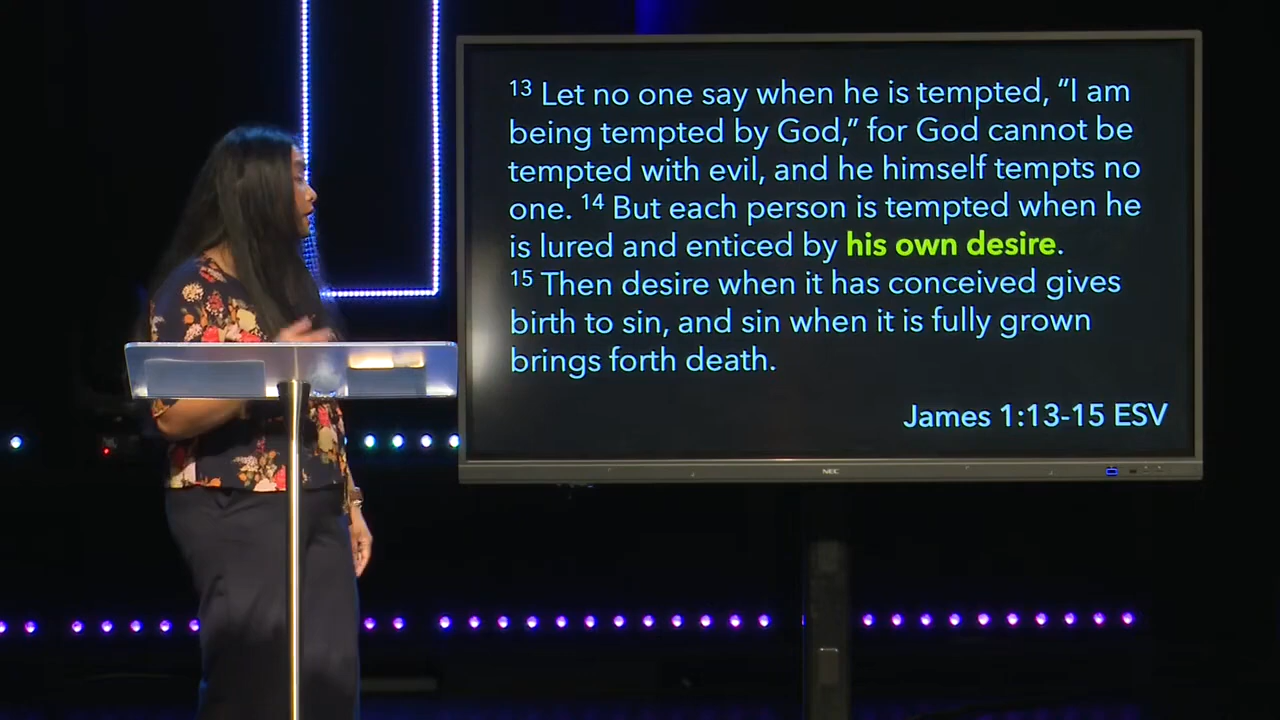 13 Let no one say when he is tempted, “I am
being tempted by God,” for God cannot be
tempted with evil, and he himself tempts no
one. 14 But each person is tempted when he
is lured and enticed by his own desire.
15 Then desire when it has conceived gives
birth to sin, and sin when it is fully grown
brings forth death.
James 1:13-15 ESV
NEC